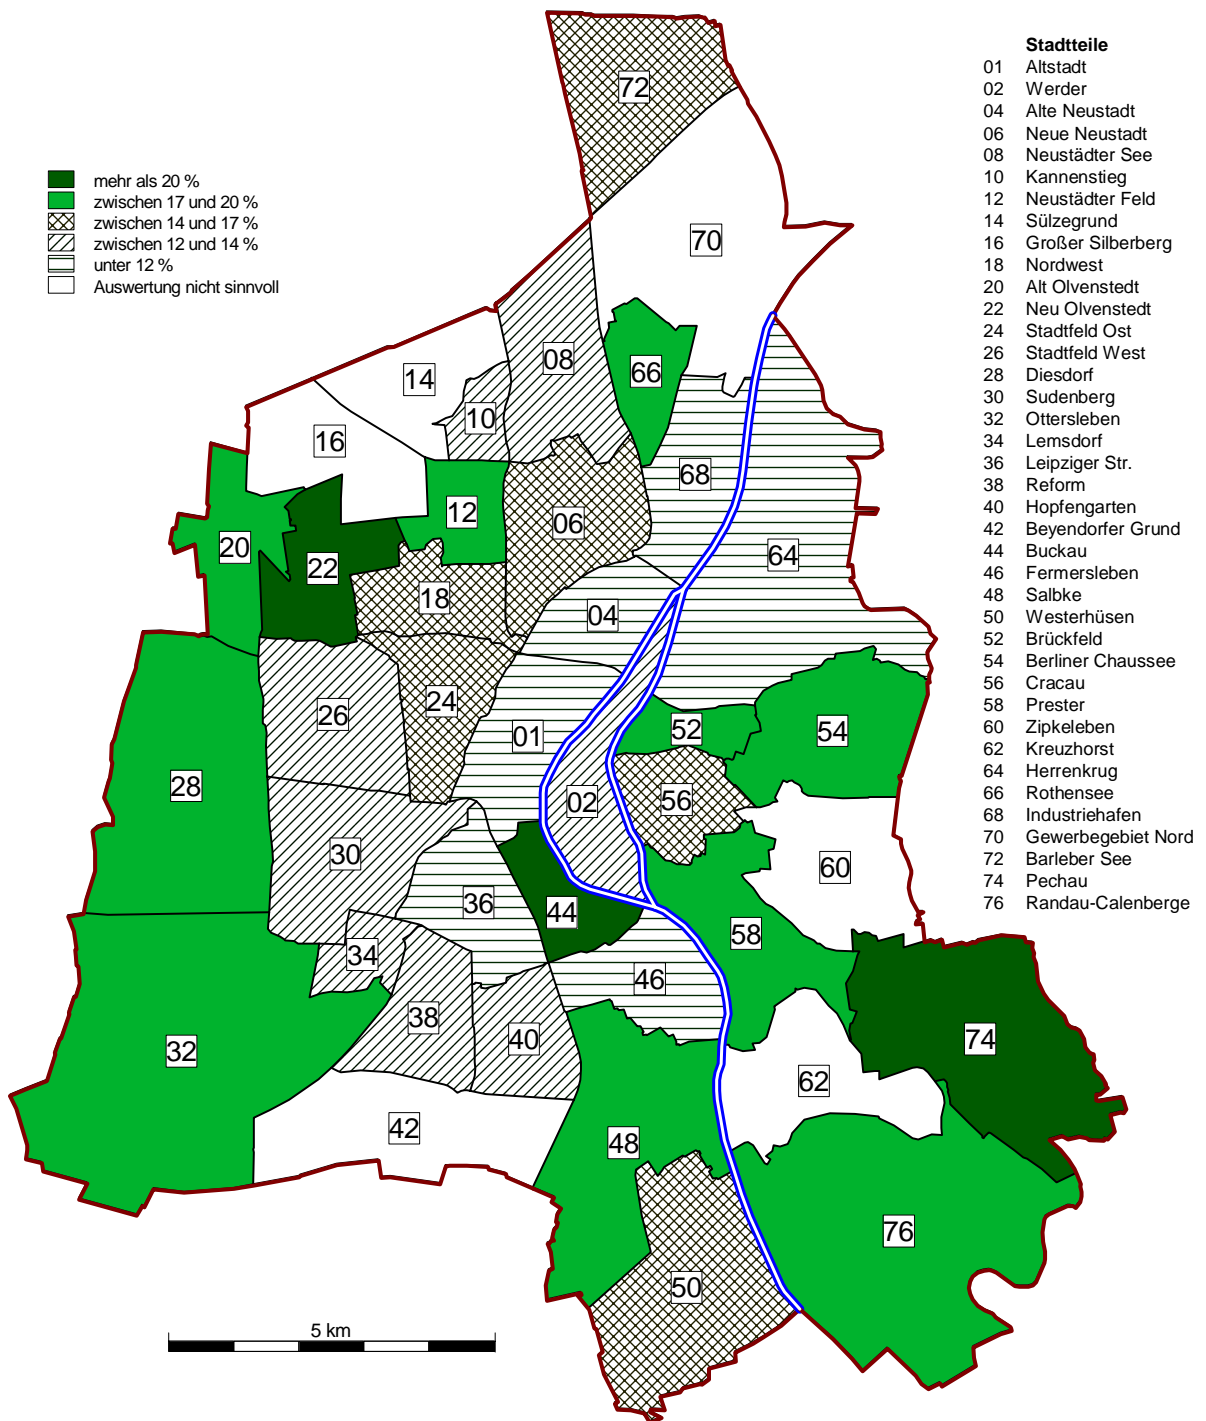 Stadtteile
01 Altstadt
02 Werder
04 Alte Neustadt
06 Neue Neustadt
08 Neustädter See
10 Kannenstieg
12 Neustädter Feld
14 Sülzegrund
16 Großer Silberberg
18 Nordwest
20 Alt Olvenstedt
22 Neu Olvenstedt
24 Stadtfeld Ost
26 Stadtfeld West
28 Diesdorf
30 Sudenberg
32 Ottersleben
34 Lemsdorf
36 Leipziger Str.
38 Reform
40 Hopfengarten
42 Beyendorfer Grund
44 Buckau
46 Fermersleben
48 Salbke
50 Westerhüsen
52 Brückfeld
54 Berliner Chaussee
56 Cracau
58 Prester
60 Zipkeleben
62 Kreuzhorst
64 Herrenkrug
66 Rothensee
68 Industriehafen
70 Gewerbegebiet Nord
72 Barleber See
74 Pechau
76 Randau-Calenberge
mehr als 20 %
zwischen 17 und 20 %
zwischen 14 und 17 %
zwischen 12 und 14 %
unter 12 %
Auswertung nicht sinnvoll
72
70
08
66
14
10
16
68
12
06
20
64
22
18
04
26
24
01
52
54
28
02
56
30
60
36
44
58
34
46
38
40
74
32
62
42
48
76
50
5 km